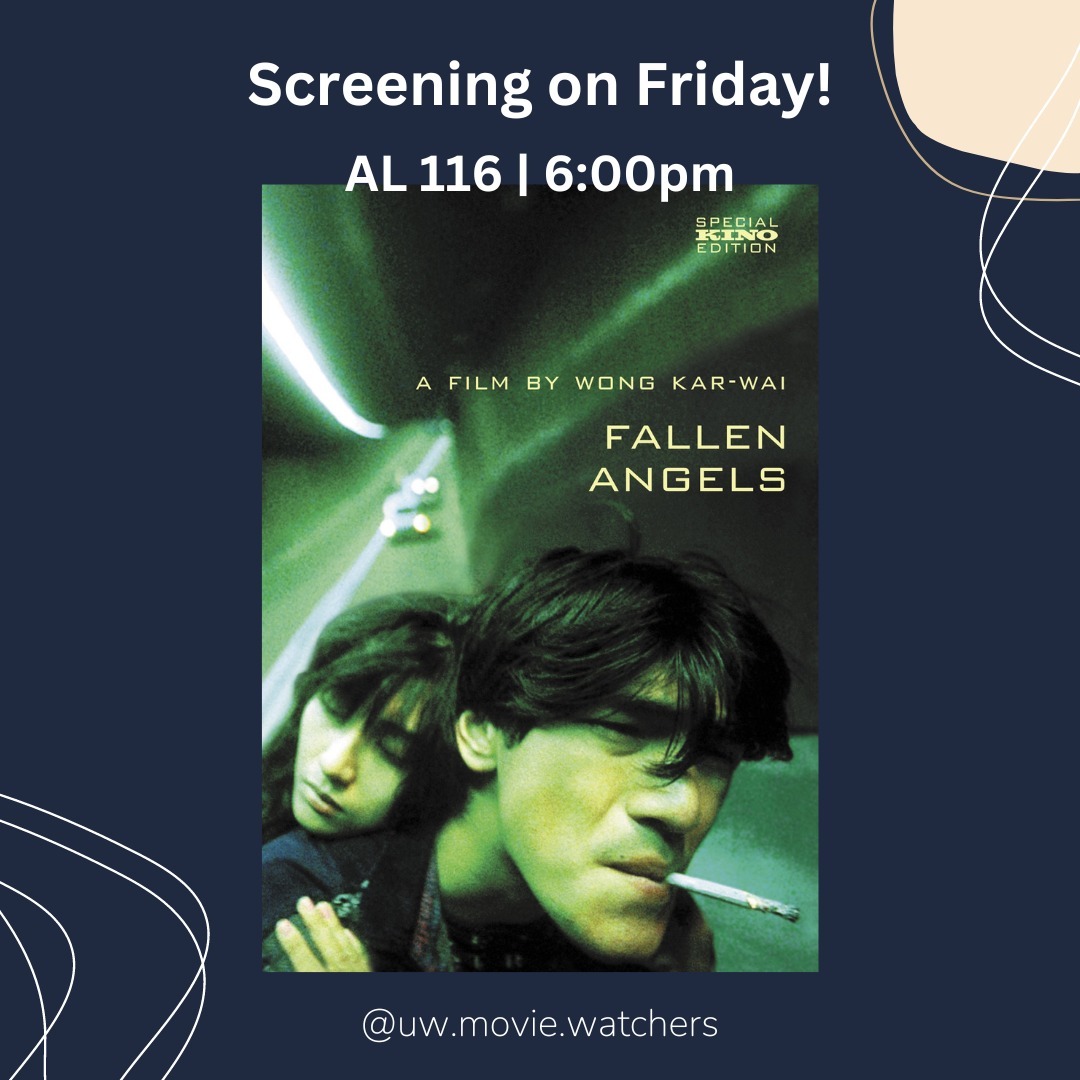 Screening on Friday!
AL 116 | 6:00pm
SPECIAL
KINO
EDITION
A FILM BY WONG KAR-WAI
FALLEN
ANGELS
@uw.movie.watchers